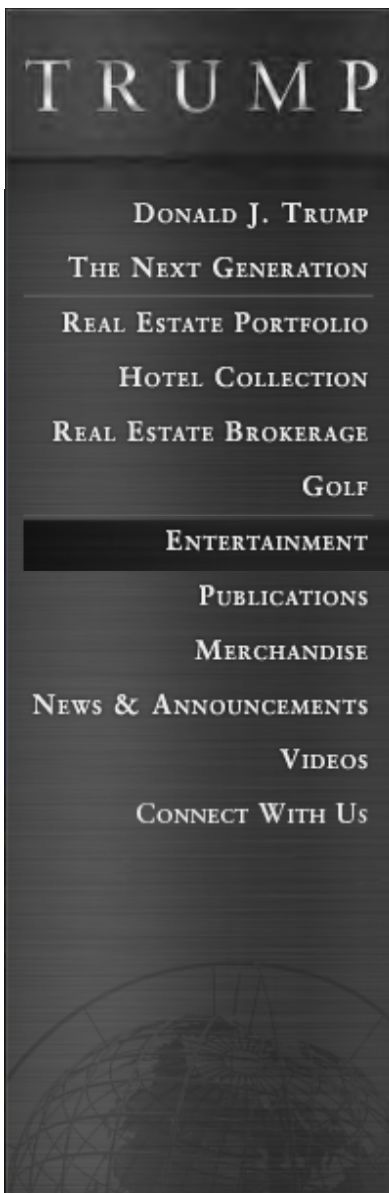 TRUMP
DONALD J. TRUMP
THE NEXT GENERATION
REAL ESTATE PORTFOLIO
HOTEL COLLECTION
REAL ESTATE BROKERAGE
GOLF
ENTERTAINMENT
PUBLICATIONS
MERCHANDISE
NEWS & ANNOUNCEMENTS
VIDEOS
CONNECT WITH US